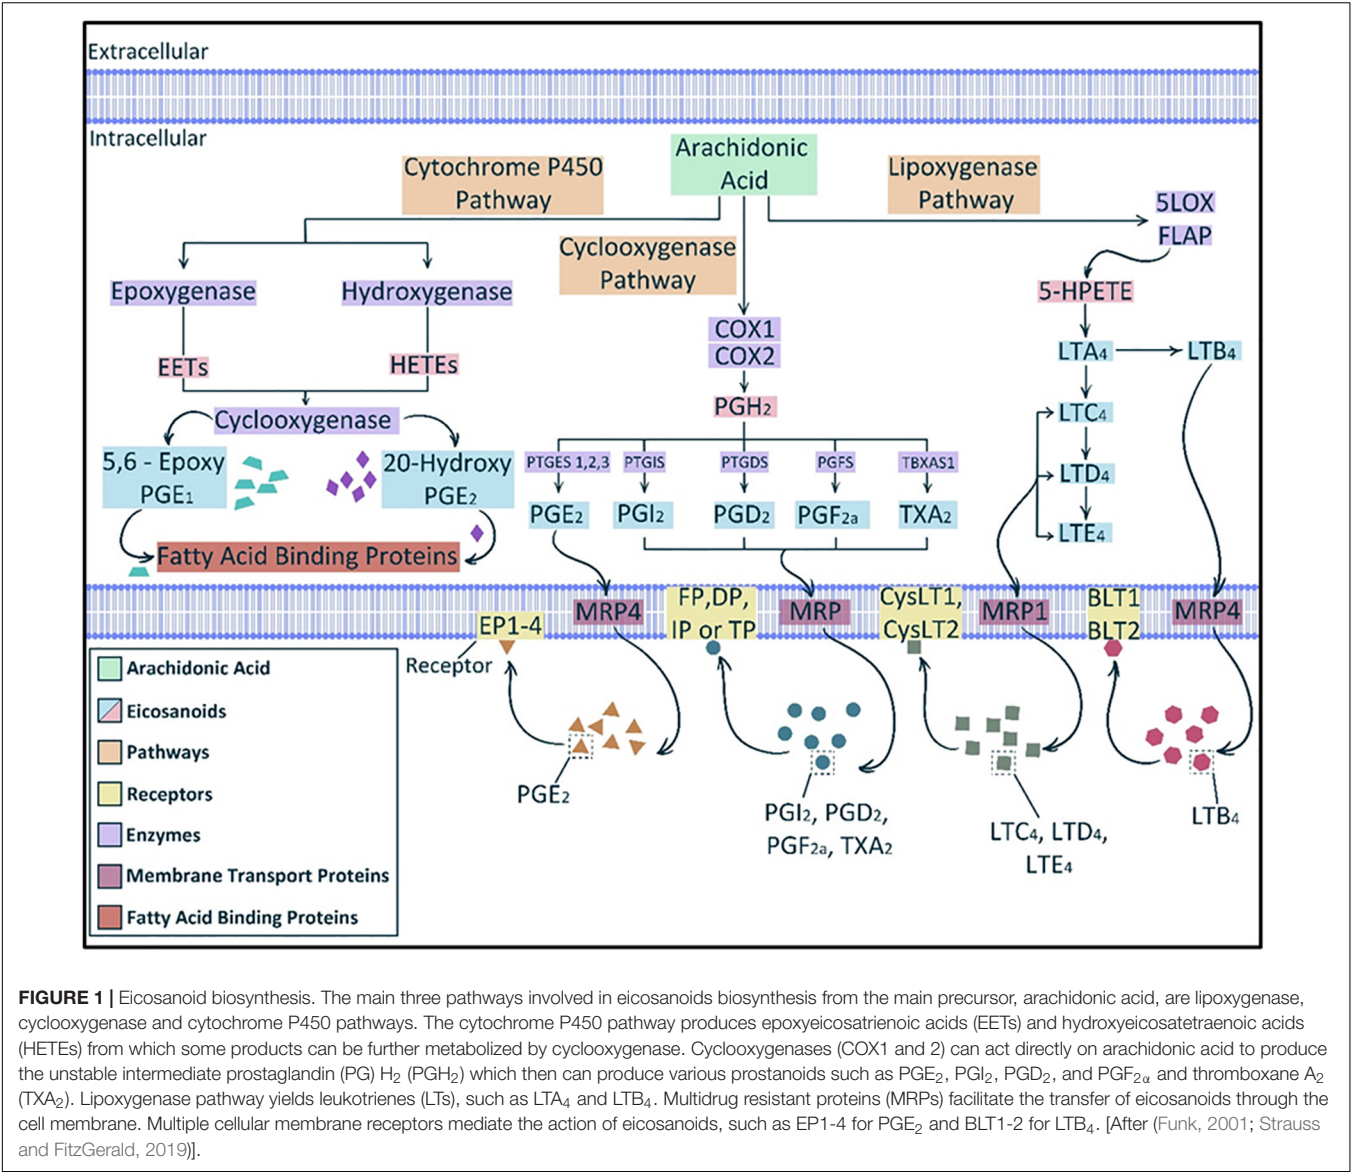 Extracellular
Intracellular
Arachidonic
Acid
Cytochrome P450
Pathway
Lipoxygenase
Pathway
Cyclooxygenase
Pathway
5LOX
FLAP
Epoxygenase
Hydroxygenase
5-HPETE
COX1
COX2
EETs
HETEs
LTA4
LTB4
PGH2
LTC4
Cyclooxygenase
5,6 - Epoxy
PGE1
20-Hydroxy
PGE2
PTGES 1,2,3
PTGIS
PTGDS
PGFS
TBXAS1
LTD4
PGE2
PGI2
PGD2
PGF2a
TXA2
LTE4
Fatty Acid Binding Proteins
EP1-4
MRP4
FP,DP,
IP or TP
MRP
CysLT1,
CysLT2
MRP1
BLT1
BLT2
MRP4
Receptor
PGE2
PGI2, PGD2,
PGF2a, TXA2
LTC4, LTD4,
LTE4
LTB4
Arachidonic Acid
Eicosanoids
Pathways
Receptors
Enzymes
Membrane Transport Proteins
Fatty Acid Binding Proteins
FIGURE 1 | Eicosanoid biosynthesis. The main three pathways involved in eicosanoids biosynthesis from the main precursor, arachidonic acid, are lipoxygenase,
cyclooxygenase and cytochrome P450 pathways. The cytochrome P450 pathway produces epoxyeicosatrienoic acids (EETs) and hydroxyeicosatetraenoic acids
(HETEs) from which some products can be further metabolized by cyclooxygenase. Cyclooxygenases (COX1 and 2) can act directly on arachidonic acid to produce
the unstable intermediate prostaglandin (PG) H2 (PGH2) which then can produce various prostanoids such as PGE2, PGI2, PGD2, and PGF2α and thromboxane A2
(TXA2). Lipoxygenase pathway yields leukotrienes (LTs), such as LTA4 and LTB4. Multidrug resistant proteins (MRPs) facilitate the transfer of eicosanoids through the
cell membrane. Multiple cellular membrane receptors mediate the action of eicosanoids, such as EP1-4 for PGE2 and BLT1-2 for LTB4. [After (Funk, 2001; Strauss
and FitzGerald, 2019)].